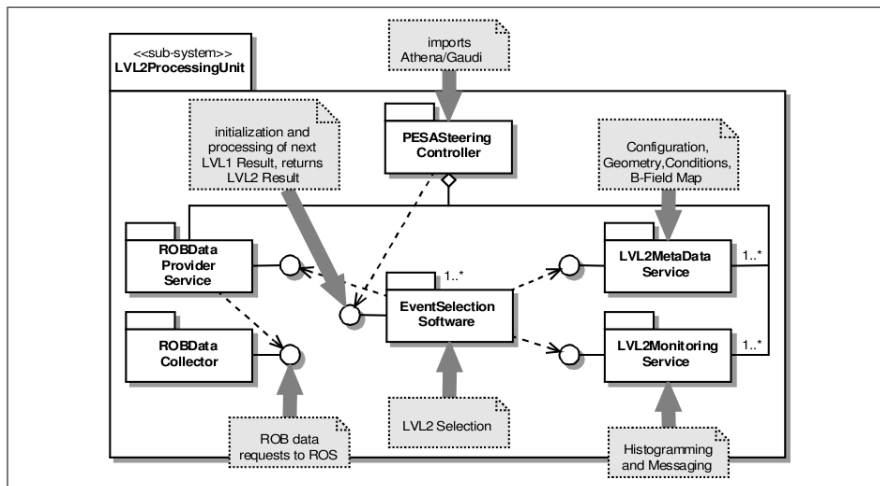 <<sub-system>>
LVL2ProcessingUnit
imports
Athena/Gaudi
initialization and
processing of next
LVL1 Result, returns
LVL2 Result
PESASteering
Controller
Configuration,
Geometry,Conditions,
B-Field Map
ROBData
Provider
Service
1..*
EventSelection
Software
LVL2MetaData
Service
1..*
ROBData
Collector
LVL2Monitoring
Service
1..*
ROB data
requests to ROS
LVL2 Selection
Histogramming
and Messaging